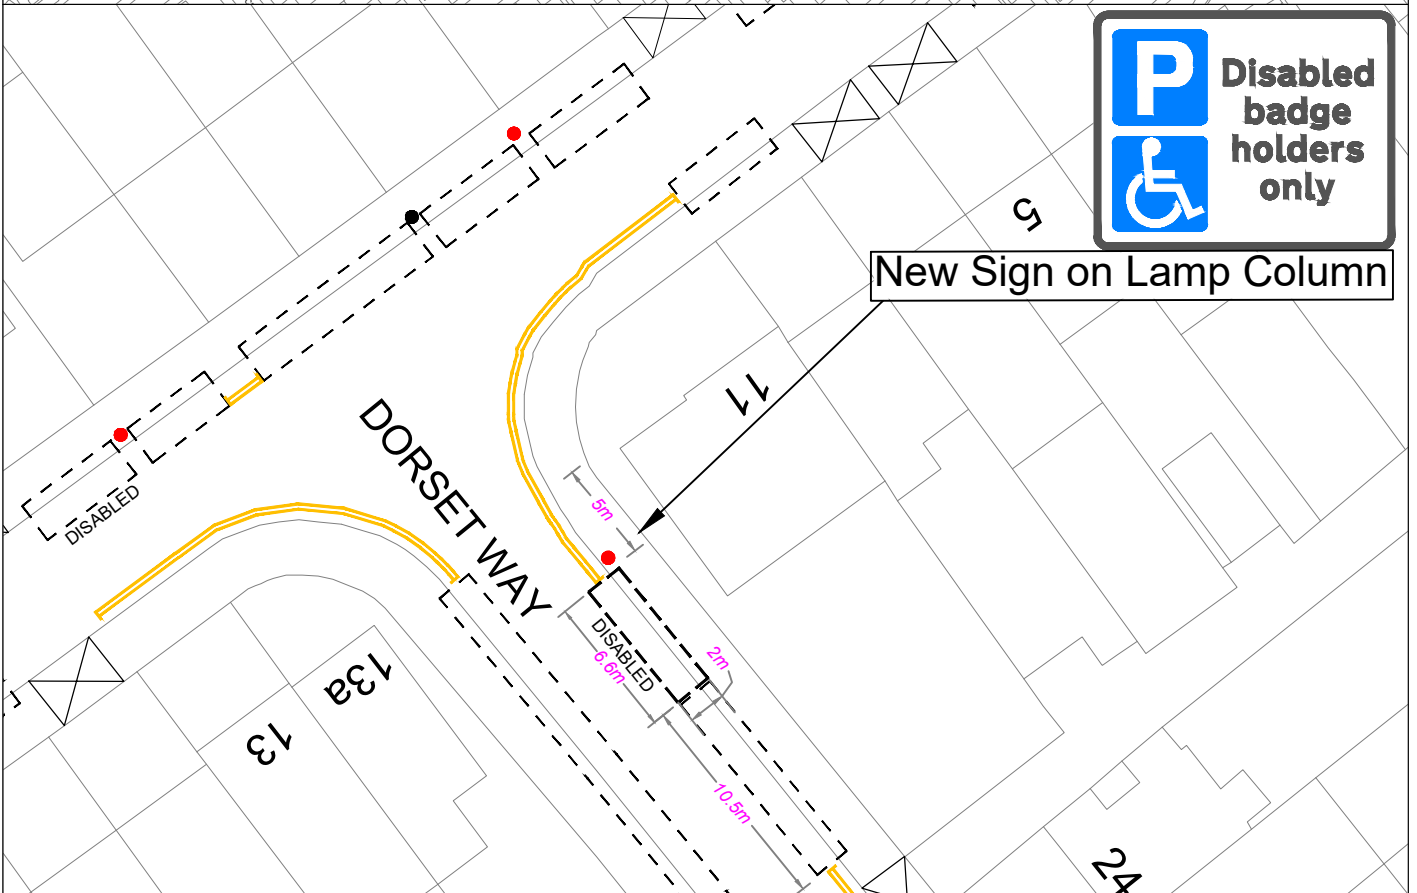 P
Disabled
badge
holders
only
New Sign on Lamp Column
5
11
DORSET WAY
5m
DISABLED
DISABLED
6.6m
2m
10.5m
13a
13
24